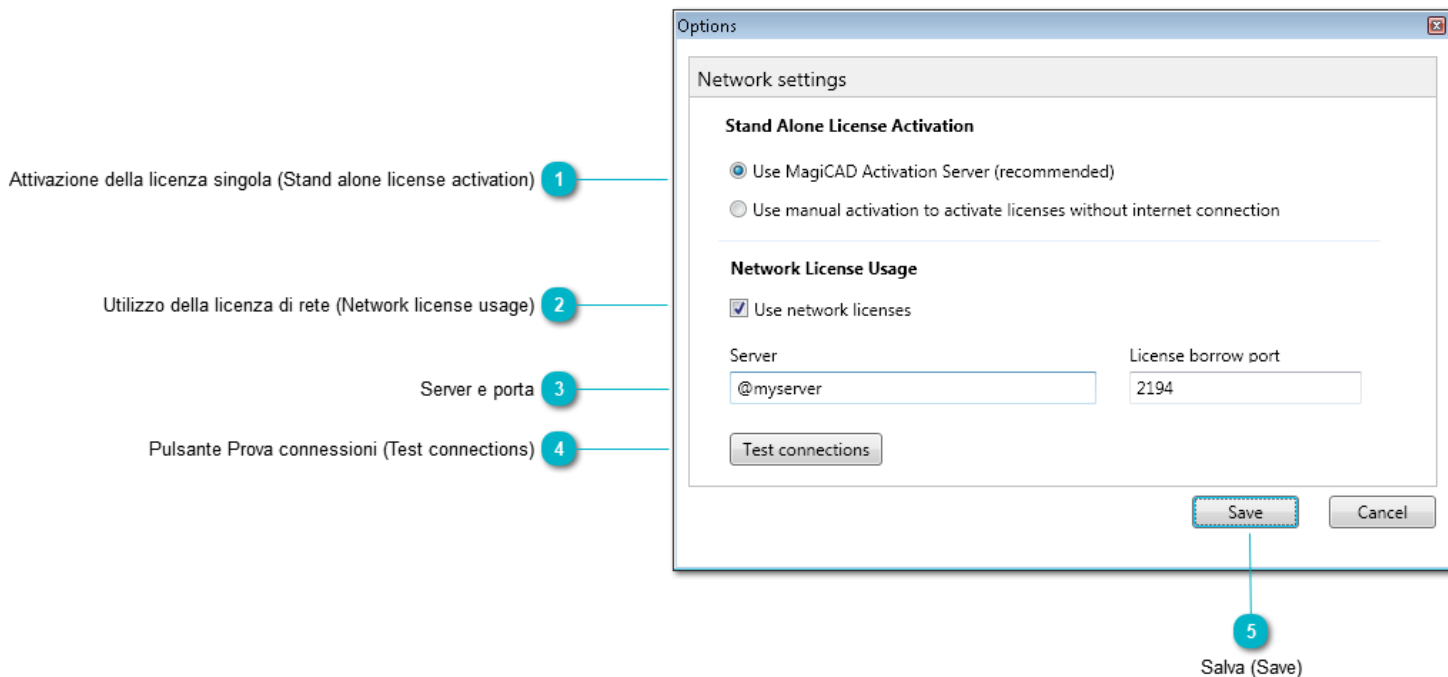 Options
Network settings
Stand Alone License Activation
Attivazione della licenza singola (Stand alone license activation) 1
Use MagiCAD Activation Server (recommended)
Use manual activation to activate licenses without internet connection
Network License Usage
Utilizzo della licenza di rete (Network license usage) 2
Use network licenses
Server License borrow port
Server e porta 3
@myserver 2194
Pulsante Prova connessioni (Test connections) 4
Test connections
Save Cancel
5
Salva (Save)